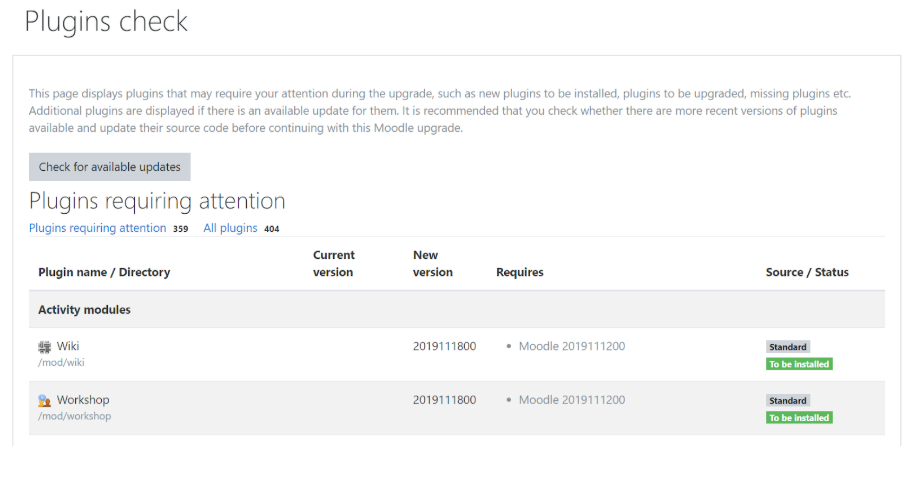 Plugins check
This page displays plugins that may require your attention during the upgrade, such as new plugins to be installed, plugins to be upgraded, missing plugins etc.
Additional plugins are displayed if there is an available update for them. It is recommended that you check whether there are more recent versions of plugins
available and update their source code before continuing with this Moodle upgrade.
Check for available updates
Plugins requiring attention
Plugins requiring attention 359 All plugins 404
Plugin name / Directory Current version New version Requires Source / Status
Activity modules
Wiki 2019111800 • Moodle 2019111200 Standard
/mod/wiki To be installed
Workshop 2019111800 • Moodle 2019111200 Standard
/mod/workshop To be installed